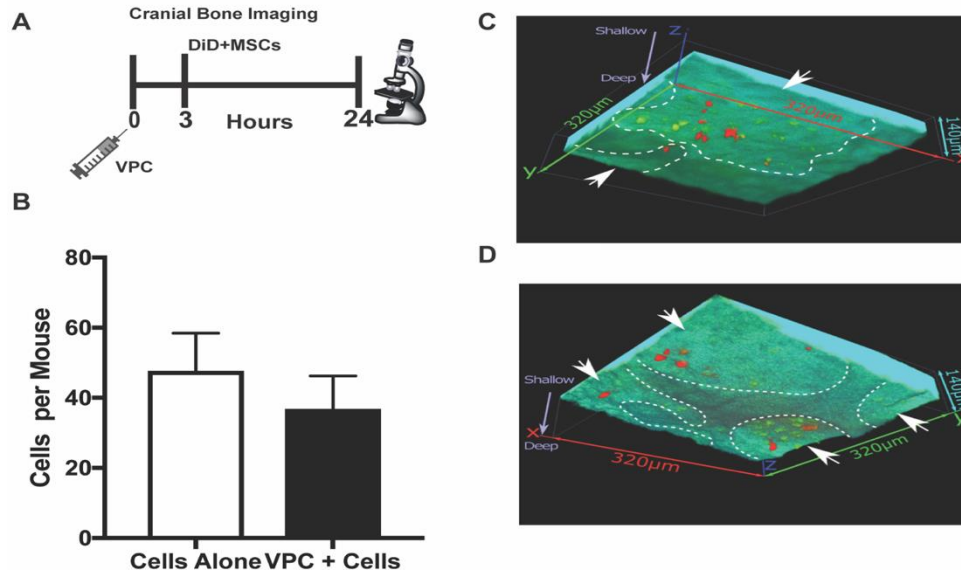 A
Cranial Bone Imaging
DiD+MSCs
0 3 Hours 24
VPC
B
80
60
40
20
0
Cells per Mouse
Cells Alone VPC + Cells
C
Shallow
Deep
Z
320µm
320µm
140µm
Y
X
D
Shallow
Deep
X
320µm
Z
320µm
140µm
Y